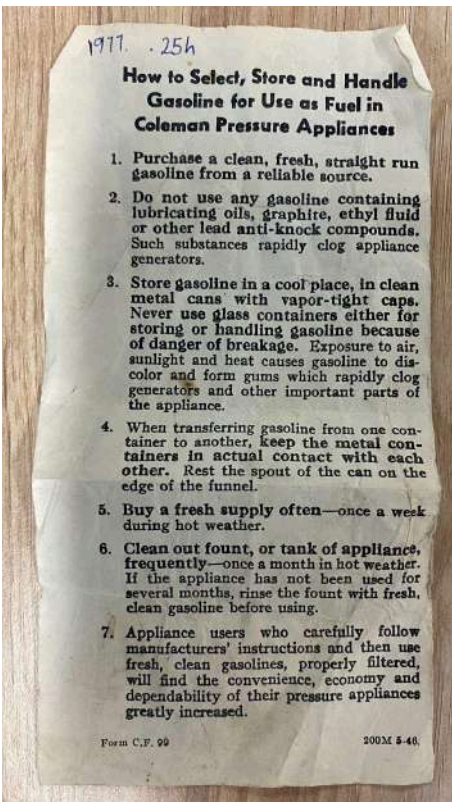 1977. .25h
How to Select, Store and Handle
Gasoline for Use as Fuel in
Coleman Pressure Appliances
1. Purchase a clean, fresh, straight run
gasoline from a reliable source.
2. Do not use any gasoline containing
lubricating oils, graphite, ethyl fluid
or other lead anti-knock compounds.
Such substances rapidly clog appliance
generators.
3. Store gasoline in a cool place, in clean
metal cans with vapor-tight caps.
Never use glass containers either for
storing or handling gasoline because
of danger of breakage. Exposure to air,
sunlight and heat causes gasoline to dis-
color and form gums which rapidly clog
generators and other important parts of
the appliance.
4. When transferring gasoline from one con-
tainer to another, keep the metal con-
tainers in actual contact with each
other. Rest the spout of the can on the
edge of the funnel.
5. Buy a fresh supply often—once a week
during hot weather.
6. Clean out fount, or tank of appliance,
frequently—once a month in hot weather.
If the appliance has not been used for
several months, rinse the fount with fresh,
clean gasoline before using.
7. Appliance users who carefully follow
manufacturers' instructions and then use
fresh, clean gasolines, properly filtered,
will find the convenience, economy and
dependability of their pressure appliances
greatly increased.
Form C.F. 99 200M 5-46.